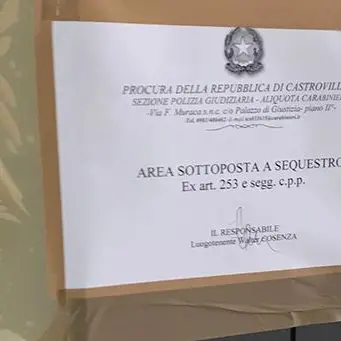 PROCURA DELLA REPUBBLICA DI CASTROVILL
SEZIONE POLIZIA GIUDIZIARIA - ALIQUOTA CARABINIE
-Via F. Muraca s.n.c. c/o Palazzo di Giustizia- piano II°-
AREA SOTTOPOSTA A SEQUESTRO
Ex art. 253 e segg. c.p.p.
IL RESPONSABILE
Luogotenente Walter COSENZA